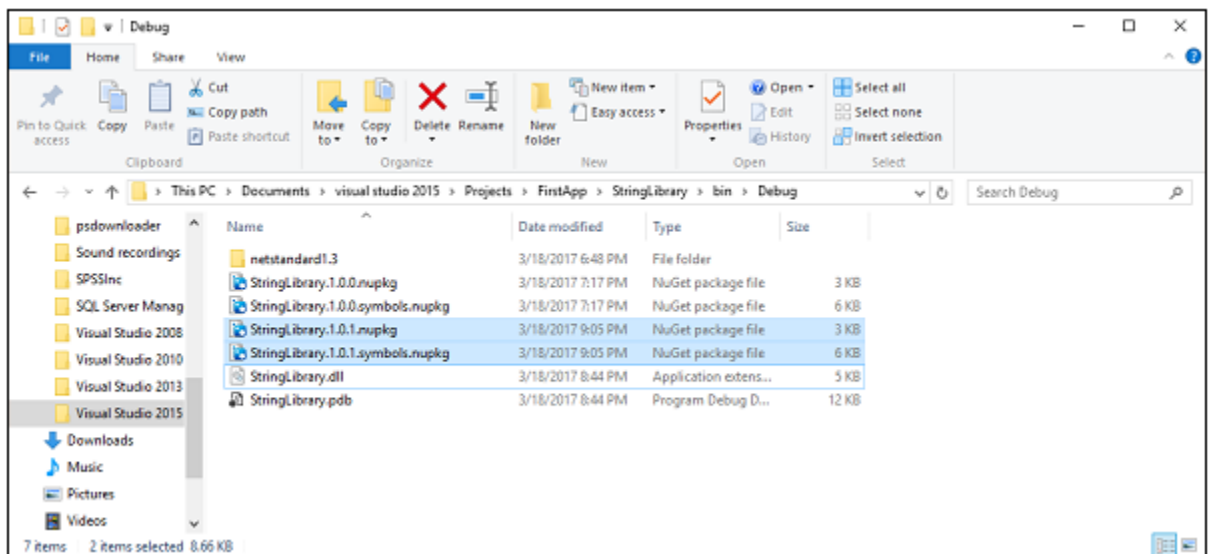 Debug
File Home Share View
Pin to Quick access
Copy
Paste
Cut
Copy path
Paste shortcut
Clipboard
Move to
Copy to
Delete
Rename
Organize
New folder
New item
Easy access
New
Properties
Open
Edit
History
Open
Select all
Select none
Invert selection
Select
This PC > Documents > visual studio 2015 > Projects > FirstApp > StringLibrary > bin > Debug
Search Debug
psdownloader
Sound recordings
SPSSInc
SQL Server Manag
Visual Studio 2008
Visual Studio 2010
Visual Studio 2013
Visual Studio 2015
Downloads
Music
Pictures
Videos
Name Date modified Type Size
netstandard1.3 3/18/2017 6:48 PM File folder
StringLibrary.1.0.0.nupkg 3/18/2017 7:17 PM NuGet package file 3 KB
StringLibrary.1.0.0.symbols.nupkg 3/18/2017 7:17 PM NuGet package file 6 KB
StringLibrary.1.0.1.nupkg 3/18/2017 9:05 PM NuGet package file 3 KB
StringLibrary.1.0.1.symbols.nupkg 3/18/2017 9:05 PM NuGet package file 6 KB
StringLibrary.dll 3/18/2017 8:44 PM Application extens... 5 KB
StringLibrary.pdb 3/18/2017 8:44 PM Program Debug D... 12 KB
7 items 2 items selected 8.66 KB